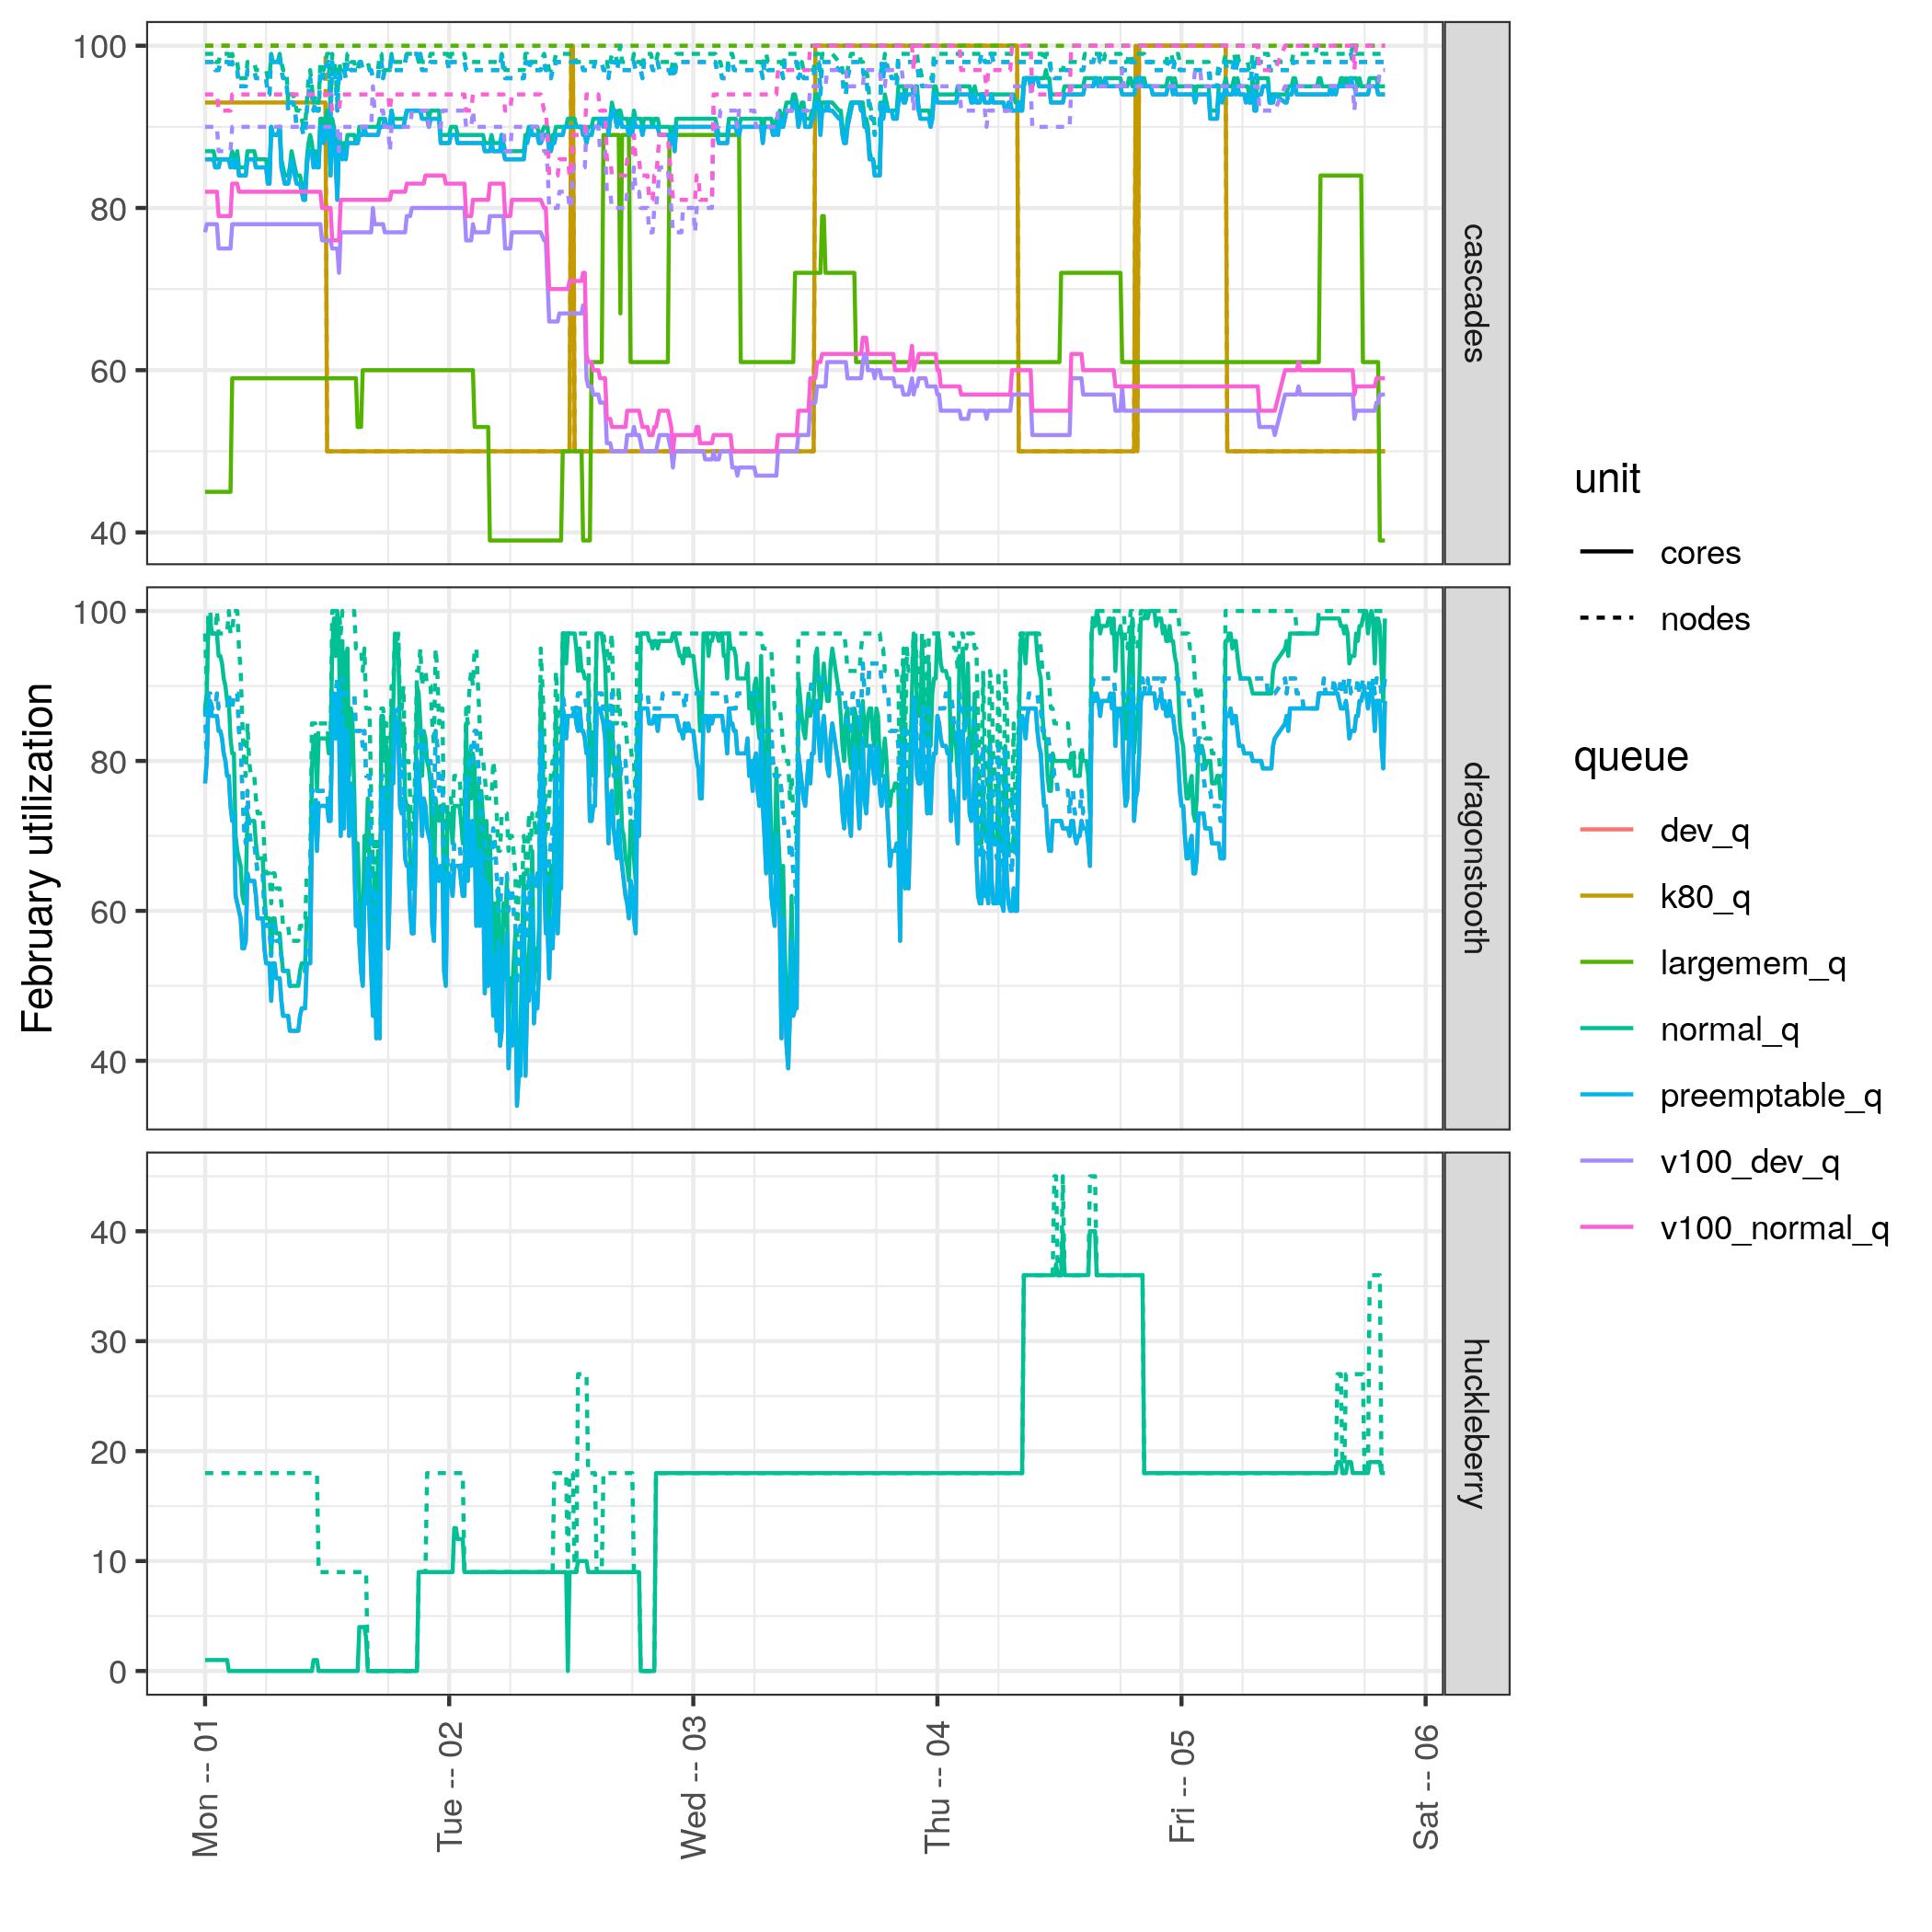 100
80
60
40
cascades
100
80
60
40
dragonstooth
40
30
20
10
0
huckleberry
February utilization
Mon -- 01
Tue -- 02
Wed -- 03
Thu -- 04
Fri -- 05
Sat -- 06
unit
cores
nodes
queue
dev_q
k80_q
largemem_q
normal_q
preemptable_q
v100_dev_q
v100_normal_q